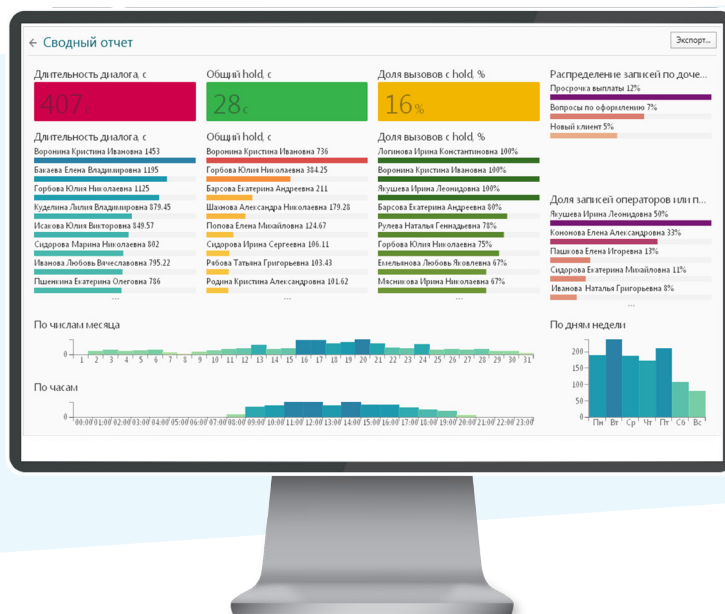 ← Сводный отчет
Экспорт...
Длительность диалога, с
407с
Длительность диалога, с
Воронина Кристина Ивановна 1453
Бакаева Елена Владимировна 1195
Горбова Юлия Николаевна 1125
Куделина Лилия Владимировна 879.45
Исакова Юлия Викторовна 849.57
Сидорова Марина Николаевна 802
Иванова Любовь Вячеславовна 795.22
Пшенкина Екатерина Олеговна 786
...
Общий hold, с
28с
Общий hold, с
Воронина Кристина Ивановна 736
Горбова Юлия Николаевна 384.25
Барсова Екатерина Андреевна 211
Шахнова Александра Николаевна 179.28
Попова Елена Михайловна 124.67
Сидорова Ирина Сергеевна 106.11
Рябова Татьяна Григорьевна 103.43
Родина Кристина Александровна 101.62
...
Доля вызовов с hold, %
16%
Доля вызовов с hold, %
Логинова Ирина Константиновна 100%
Воронина Кристина Ивановна 100%
Якушева Ирина Леонидовна 100%
Барсова Екатерина Андреевна 80%
Рулева Наталья Геннадьевна 78%
Горбова Юлия Николаевна 75%
Емельянова Любовь Яковлевна 67%
Мясникова Ирина Николаевна 67%
...
Распределение записей по доче...
Просрочка выплаты 12%
Вопросы по оформлению 7%
Новый клиент 5%
Доля записей операторов или п...
Якушева Ирина Леонидовна 50%
Кононова Елена Александровна 33%
Пашкова Елена Игоревна 13%
Сидорова Екатерина Михайловна 11%
Иванова Наталья Григорьевна 8%
...
По числам месяца
0
1 2 3 4 5 6 7 8 9 10 11 12 13 14 15 16 17 18 19 20 21 22 23 24 25 26 27 28 29 30 31
По часам
0
00:00 01:00 02:00 03:00 04:00 05:00 06:00 07:00 08:00 09:00 10:00 11:00 12:00 13:00 14:00 15:00 16:00 17:00 18:00 19:00 20:00 21:00 22:00 23:00
По дням недели
200
150
100
50
0
Пн Вт Ср Чт Пт Сб Вс